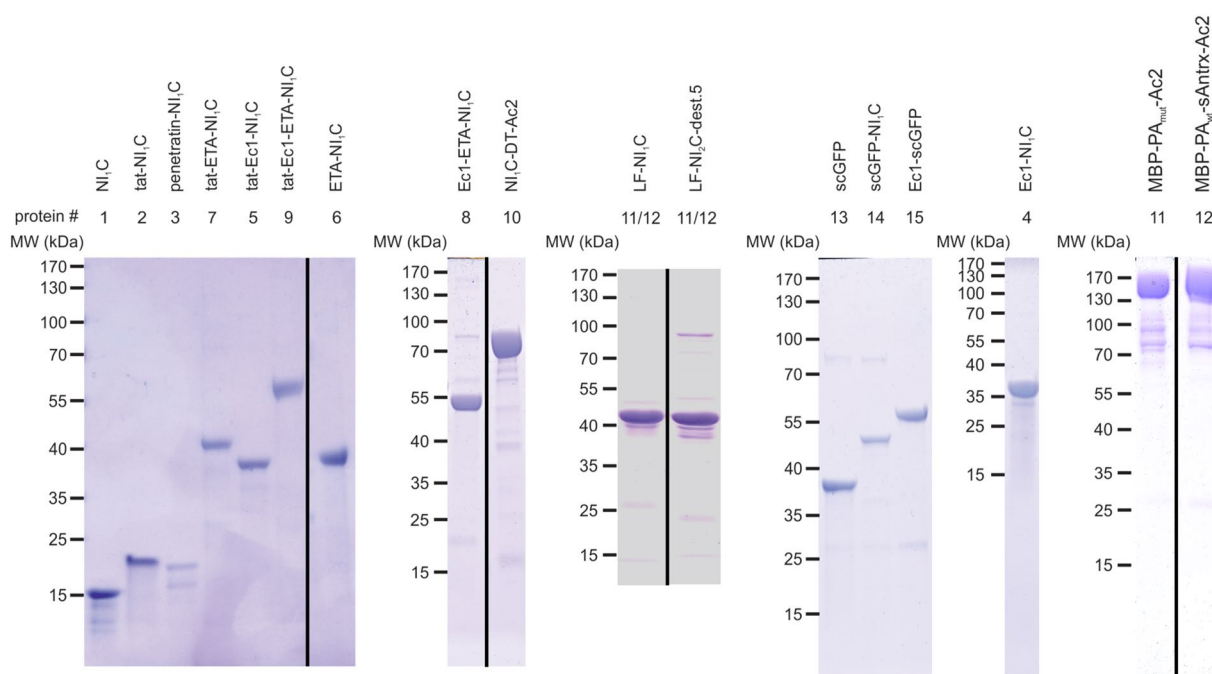 NI₁C
tat-NI₁C
penetratin-NI₁C
tat-ETA-NI₁C
tat-Ec1-NI₁C
tat-Ec1-ETA-NI₁C
ETA-NI₁C
protein # 1 2 3 7 5 9 6
MW (kDa)
170
130
100
70
55
40
35
25
15
Ec1-ETA-NI₁C
NI₁C-DT-Ac2
8 10
MW (kDa)
170
130
100
70
55
40
35
25
15
LF-NI₁C
LF-NI₂C-dest.5
11/12 11/12
MW (kDa)
170
130
100
70
55
40
35
25
15
scGFP
scGFP-NI₁C
Ec1-scGFP
13 14 15
MW (kDa)
170
130
100
70
55
40
35
25
15
Ec1-NI₁C
4
MW (kDa)
170
130
100
70
55
40
35
25
15
MBP-PAmut-Ac2
MBP-PAwt-sAntrx-Ac2
11 12
MW (kDa)
170
130
100
70
55
40
35
25
15